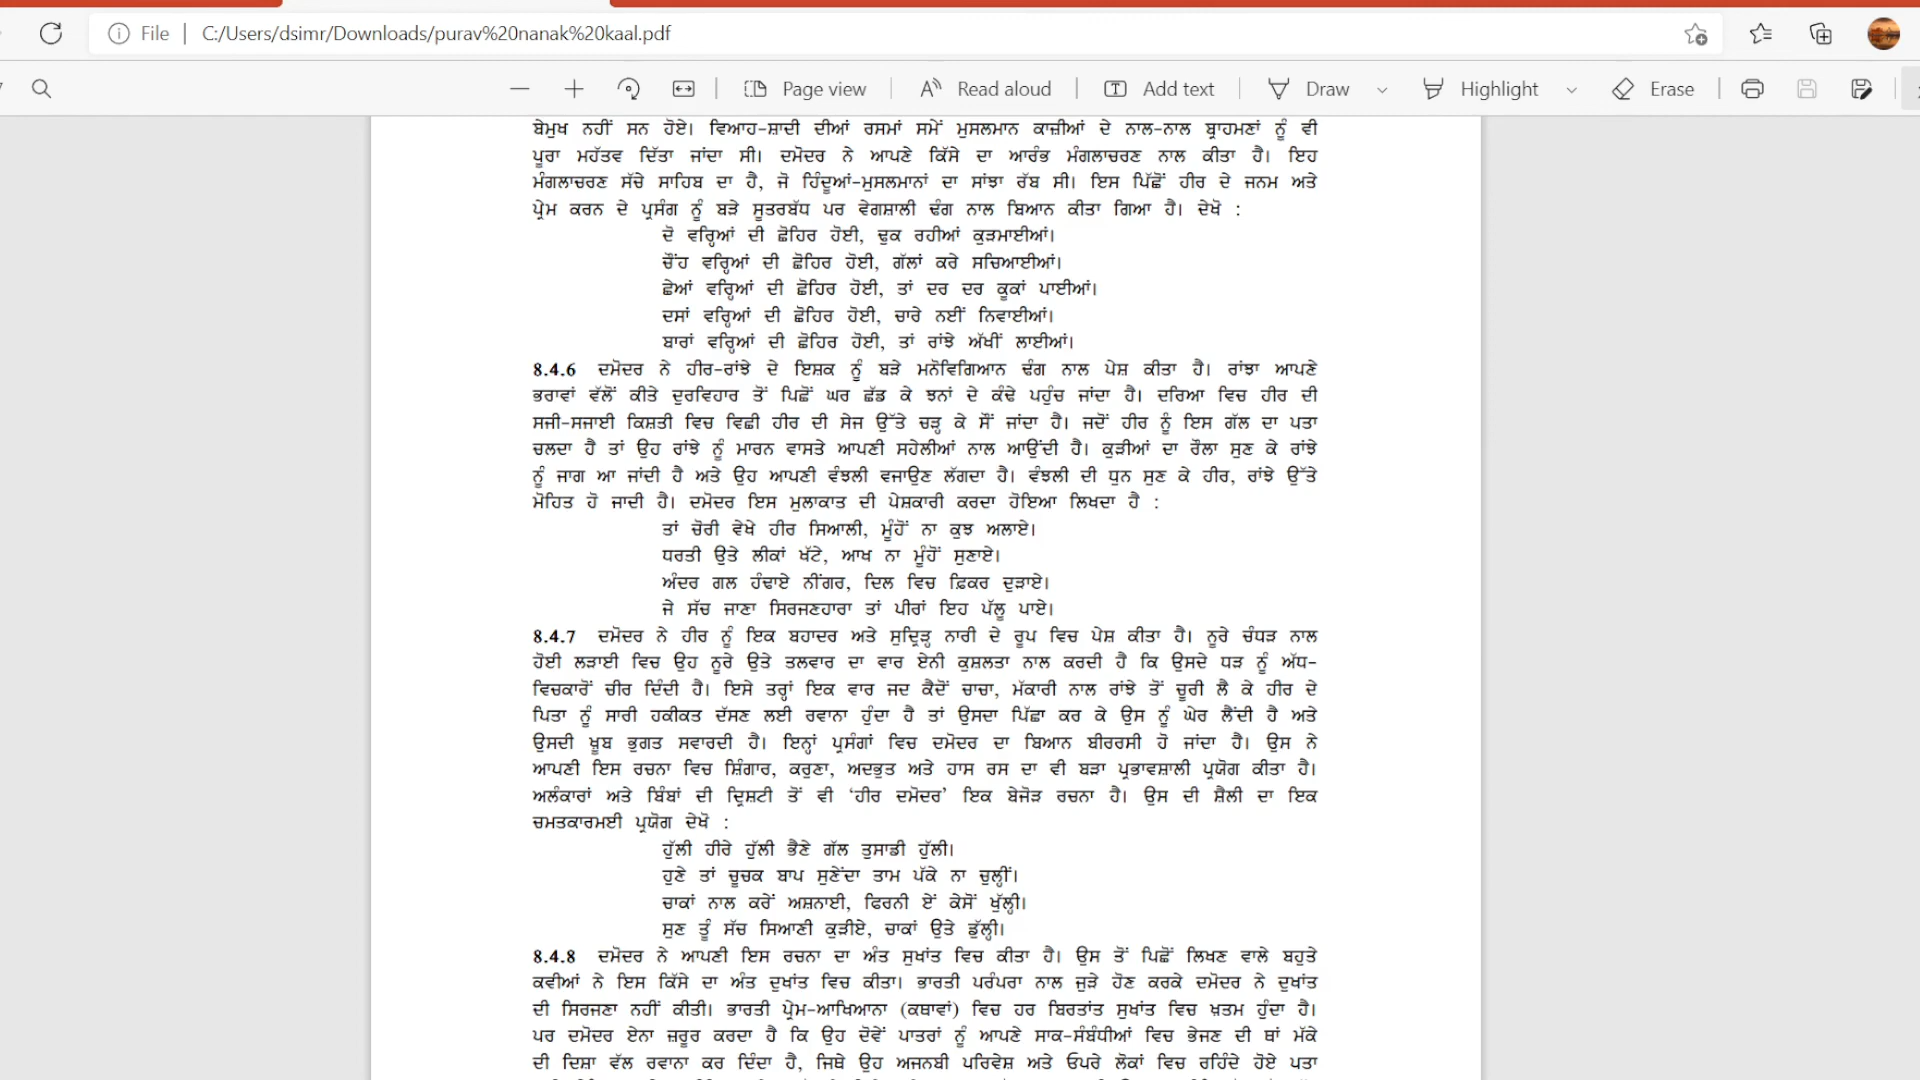 File | C:/Users/dsimr/Downloads/purav%20nanak%20kaal.pdf
Page view Read aloud Add text Draw Highlight Erase
ਬੇਮੁਖ ਨਹੀਂ ਸਨ ਹੋਏ। ਵਿਆਹ-ਸ਼ਾਦੀ ਦੀਆਂ ਰਸਮਾਂ ਸਮੇਂ ਮੁਸਲਮਾਨ ਕਾਜ਼ੀਆਂ ਦੇ ਨਾਲ-ਨਾਲ ਬ੍ਰਾਹਮਣਾਂ ਨੂੰ ਵੀ
ਪੂਰਾ ਮਹੱਤਵ ਦਿੱਤਾ ਜਾਂਦਾ ਸੀ। ਦਮੋਦਰ ਨੇ ਆਪਣੇ ਕਿੱਸੇ ਦਾ ਆਰੰਭ ਮੰਗਲਾਚਰਣ ਨਾਲ ਕੀਤਾ ਹੈ। ਇਹ
ਮੰਗਲਾਚਰਣ ਸੱਚੇ ਸਾਹਿਬ ਦਾ ਹੈ, ਜੋ ਹਿੰਦੂਆਂ-ਮੁਸਲਮਾਨਾਂ ਦਾ ਸਾਂਝਾ ਰੱਬ ਸੀ। ਇਸ ਪਿੱਛੋਂ ਹੀਰ ਦੇ ਜਨਮ ਅਤੇ
ਪ੍ਰੇਮ ਕਰਨ ਦੇ ਪ੍ਰਸੰਗ ਨੂੰ ਬੜੇ ਸੂਤਰਬੱਧ ਪਰ ਵੇਗਸ਼ਾਲੀ ਢੰਗ ਨਾਲ ਬਿਆਨ ਕੀਤਾ ਗਿਆ ਹੈ। ਦੇਖੋ :
ਦੋ ਵਰ੍ਹਿਆਂ ਦੀ ਛੋਹਿਰ ਹੋਈ, ਢੁਕ ਰਹੀਆਂ ਕੁੜਮਾਈਆਂ।
ਚੌਂਹ ਵਰ੍ਹਿਆਂ ਦੀ ਛੋਹਿਰ ਹੋਈ, ਗੱਲਾਂ ਕਰੇ ਸਚਿਆਈਆਂ।
ਛੇਆਂ ਵਰ੍ਹਿਆਂ ਦੀ ਛੋਹਿਰ ਹੋਈ, ਤਾਂ ਦਰ ਦਰ ਕੂਕਾਂ ਪਾਈਆਂ।
ਦਸਾਂ ਵਰ੍ਹਿਆਂ ਦੀ ਛੋਹਿਰ ਹੋਈ, ਚਾਰੇ ਨਈਂ ਨਿਵਾਈਆਂ।
ਬਾਰਾਂ ਵਰ੍ਹਿਆਂ ਦੀ ਛੋਹਿਰ ਹੋਈ, ਤਾਂ ਰਾਂਝੇ ਅੱਖੀਂ ਲਾਈਆਂ।
8.4.6 ਦਮੋਦਰ ਨੇ ਹੀਰ-ਰਾਂਝੇ ਦੇ ਇਸ਼ਕ ਨੂੰ ਬੜੇ ਮਨੋਵਿਗਿਆਨ ਢੰਗ ਨਾਲ ਪੇਸ਼ ਕੀਤਾ ਹੈ। ਰਾਂਝਾ ਆਪਣੇ
ਭਰਾਵਾਂ ਵੱਲੋਂ ਕੀਤੇ ਦੁਰਵਿਹਾਰ ਤੋਂ ਪਿਛੋਂ ਘਰ ਛੱਡ ਕੇ ਝਨਾਂ ਦੇ ਕੰਢੇ ਪਹੁੰਚ ਜਾਂਦਾ ਹੈ। ਦਰਿਆ ਵਿਚ ਹੀਰ ਦੀ
ਸਜੀ-ਸਜਾਈ ਕਿਸ਼ਤੀ ਵਿਚ ਵਿਛੀ ਹੀਰ ਦੀ ਸੇਜ ਉੱਤੇ ਚੜ੍ਹ ਕੇ ਸੌਂ ਜਾਂਦਾ ਹੈ। ਜਦੋਂ ਹੀਰ ਨੂੰ ਇਸ ਗੱਲ ਦਾ ਪਤਾ
ਚਲਦਾ ਹੈ ਤਾਂ ਉਹ ਰਾਂਝੇ ਨੂੰ ਮਾਰਨ ਵਾਸਤੇ ਆਪਣੀ ਸਹੇਲੀਆਂ ਨਾਲ ਆਉਂਦੀ ਹੈ। ਕੁੜੀਆਂ ਦਾ ਰੌਲਾ ਸੁਣ ਕੇ ਰਾਂਝੇ
ਨੂੰ ਜਾਗ ਆ ਜਾਂਦੀ ਹੈ ਅਤੇ ਉਹ ਆਪਣੀ ਵੰਝਲੀ ਵਜਾਉਣ ਲੱਗਦਾ ਹੈ। ਵੰਝਲੀ ਦੀ ਧੁਨ ਸੁਣ ਕੇ ਹੀਰ, ਰਾਂਝੇ ਉੱਤੇ
ਮੋਹਿਤ ਹੋ ਜਾਦੀ ਹੈ। ਦਮੋਦਰ ਇਸ ਮੁਲਾਕਾਤ ਦੀ ਪੇਸ਼ਕਾਰੀ ਕਰਦਾ ਹੋਇਆ ਲਿਖਦਾ ਹੈ :
ਤਾਂ ਚੋਰੀ ਵੇਖੇ ਹੀਰ ਸਿਆਲੀ, ਮੂੰਹੋਂ ਨਾ ਕੁਝ ਅਲਾਏ।
ਧਰਤੀ ਉਤੇ ਲੀਕਾਂ ਖੱਟੇ, ਆਖ ਨਾ ਮੂੰਹੋਂ ਸੁਣਾਏ।
ਅੰਦਰ ਗਲ ਹੰਢਾਏ ਨੀਂਗਰ, ਦਿਲ ਵਿਚ ਫ਼ਿਕਰ ਦੁੜਾਏ।
ਜੇ ਸੱਚ ਜਾਣਾ ਸਿਰਜਣਹਾਰਾ ਤਾਂ ਪੀਰਾਂ ਇਹ ਪੱਲੂ ਪਾਏ।
8.4.7 ਦਮੋਦਰ ਨੇ ਹੀਰ ਨੂੰ ਇਕ ਬਹਾਦਰ ਅਤੇ ਸੁਦ੍ਰਿੜ੍ਹ ਨਾਰੀ ਦੇ ਰੂਪ ਵਿਚ ਪੇਸ਼ ਕੀਤਾ ਹੈ। ਨੂਰੇ ਚੰਧੜ ਨਾਲ
ਹੋਈ ਲੜਾਈ ਵਿਚ ਉਹ ਨੂਰੇ ਉਤੇ ਤਲਵਾਰ ਦਾ ਵਾਰ ਏਨੀ ਕੁਸ਼ਲਤਾ ਨਾਲ ਕਰਦੀ ਹੈ ਕਿ ਉਸਦੇ ਧੜ ਨੂੰ ਅੱਧ-
ਵਿਚਕਾਰੋਂ ਚੀਰ ਦਿੰਦੀ ਹੈ। ਇਸੇ ਤਰ੍ਹਾਂ ਇਕ ਵਾਰ ਜਦ ਕੈਦੋਂ ਚਾਚਾ, ਮੱਕਾਰੀ ਨਾਲ ਰਾਂਝੇ ਤੋਂ ਚੂਰੀ ਲੈ ਕੇ ਹੀਰ ਦੇ
ਪਿਤਾ ਨੂੰ ਸਾਰੀ ਹਕੀਕਤ ਦੱਸਣ ਲਈ ਰਵਾਨਾ ਹੁੰਦਾ ਹੈ ਤਾਂ ਉਸਦਾ ਪਿੱਛਾ ਕਰ ਕੇ ਉਸ ਨੂੰ ਘੇਰ ਲੈਂਦੀ ਹੈ ਅਤੇ
ਉਸਦੀ ਖ਼ੂਬ ਭੁਗਤ ਸਵਾਰਦੀ ਹੈ। ਇਨ੍ਹਾਂ ਪ੍ਰਸੰਗਾਂ ਵਿਚ ਦਮੋਦਰ ਦਾ ਬਿਆਨ ਬੀਰਰਸੀ ਹੋ ਜਾਂਦਾ ਹੈ। ਉਸ ਨੇ
ਆਪਣੀ ਇਸ ਰਚਨਾ ਵਿਚ ਸ਼ਿੰਗਾਰ, ਕਰੁਣਾ, ਅਦਭੁਤ ਅਤੇ ਹਾਸ ਰਸ ਦਾ ਵੀ ਬੜਾ ਪ੍ਰਭਾਵਸ਼ਾਲੀ ਪ੍ਰਯੋਗ ਕੀਤਾ ਹੈ।
ਅਲੰਕਾਰਾਂ ਅਤੇ ਬਿੰਬਾਂ ਦੀ ਦ੍ਰਿਸ਼ਟੀ ਤੋਂ ਵੀ ‘ਹੀਰ ਦਮੋਦਰ’ ਇਕ ਬੇਜੋੜ ਰਚਨਾ ਹੈ। ਉਸ ਦੀ ਸ਼ੈਲੀ ਦਾ ਇਕ
ਚਮਤਕਾਰਮਈ ਪ੍ਰਯੋਗ ਦੇਖੋ :
ਹੁੱਲੀ ਹੀਰੇ ਹੁੱਲੀ ਭੈਣੇ ਗੱਲ ਤੁਸਾਡੀ ਹੁੱਲੀ।
ਹੁਣੇ ਤਾਂ ਚੂਚਕ ਬਾਪ ਸੁਣੇਂਦਾ ਤਾਮ ਪੱਕੇ ਨਾ ਚੁਲ੍ਹੀਂ।
ਚਾਕਾਂ ਨਾਲ ਕਰੇਂ ਅਸ਼ਨਾਈ, ਫਿਰਨੀ ਏਂ ਕੇਸੋਂ ਖੁੱਲ੍ਹੀ।
ਸੁਣ ਤੂੰ ਸੱਚ ਸਿਆਣੀ ਕੁੜੀਏ, ਚਾਕਾਂ ਉਤੇ ਡੁੱਲ੍ਹੀ।
8.4.8 ਦਮੋਦਰ ਨੇ ਆਪਣੀ ਇਸ ਰਚਨਾ ਦਾ ਅੰਤ ਸੁਖਾਂਤ ਵਿਚ ਕੀਤਾ ਹੈ। ਉਸ ਤੋਂ ਪਿਛੋਂ ਲਿਖਣ ਵਾਲੇ ਬਹੁਤੇ
ਕਵੀਆਂ ਨੇ ਇਸ ਕਿੱਸੇ ਦਾ ਅੰਤ ਦੁਖਾਂਤ ਵਿਚ ਕੀਤਾ। ਭਾਰਤੀ ਪਰੰਪਰਾ ਨਾਲ ਜੁੜੇ ਹੋਣ ਕਰਕੇ ਦਮੋਦਰ ਨੇ ਦੁਖਾਂਤ
ਦੀ ਸਿਰਜਣਾ ਨਹੀਂ ਕੀਤੀ। ਭਾਰਤੀ ਪ੍ਰੇਮ-ਆਖਿਆਨਾ (ਕਥਾਵਾਂ) ਵਿਚ ਹਰ ਬਿਰਤਾਂਤ ਸੁਖਾਂਤ ਵਿਚ ਖ਼ਤਮ ਹੁੰਦਾ ਹੈ।
ਪਰ ਦਮੋਦਰ ਏਨਾ ਜ਼ਰੂਰ ਕਰਦਾ ਹੈ ਕਿ ਉਹ ਦੋਵੇਂ ਪਾਤਰਾਂ ਨੂੰ ਆਪਣੇ ਸਾਕ-ਸੰਬੰਧੀਆਂ ਵਿਚ ਭੇਜਣ ਦੀ ਥਾਂ ਮੱਕੇ
ਦੀ ਦਿਸ਼ਾ ਵੱਲ ਰਵਾਨਾ ਕਰ ਦਿੰਦਾ ਹੈ, ਜਿਥੇ ਉਹ ਅਜਨਬੀ ਪਰਿਵੇਸ਼ ਅਤੇ ਓਪਰੇ ਲੋਕਾਂ ਵਿਚ ਰਹਿੰਦੇ ਹੋਏ ਪਤਾ